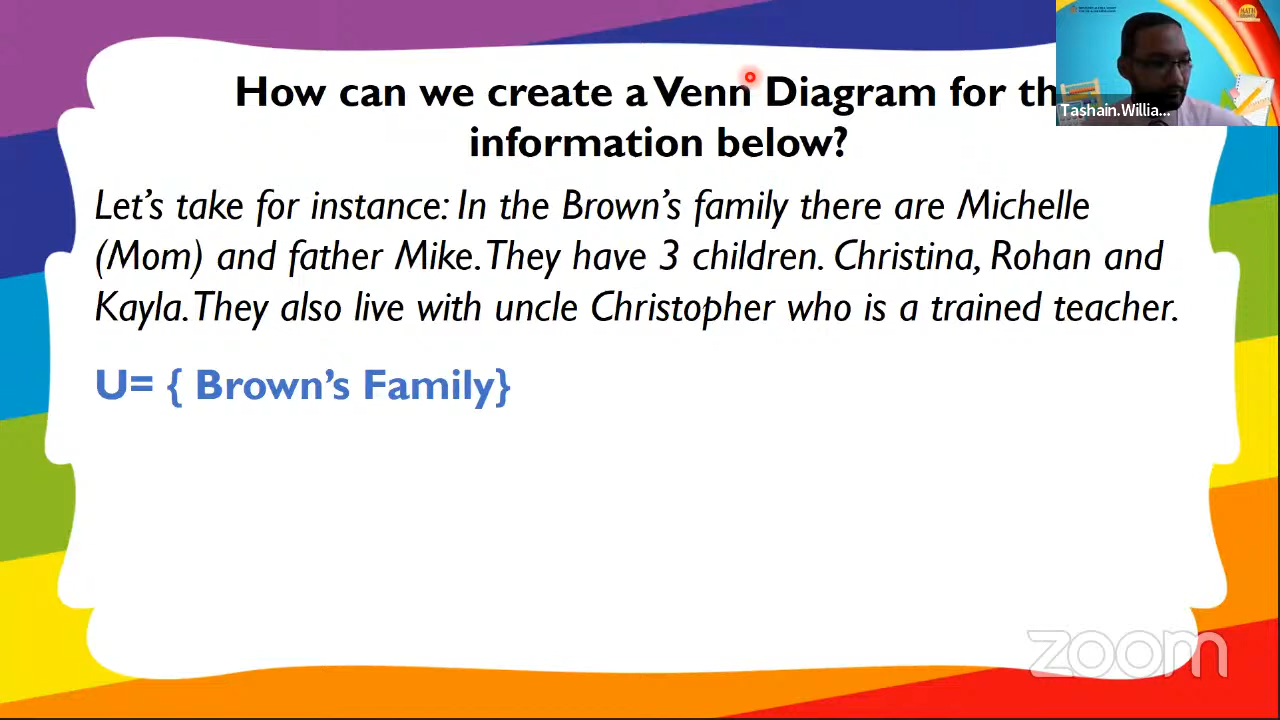 How can we create a Venn Diagram for th
information below?
Let's take for instance: In the Brown's family there are Michelle
(Mom) and father Mike. They have 3 children. Christina, Rohan and
Kayla. They also live with uncle Christopher who is a trained teacher.
U= { Brown's Family}
Tashain.Willia...
zoom